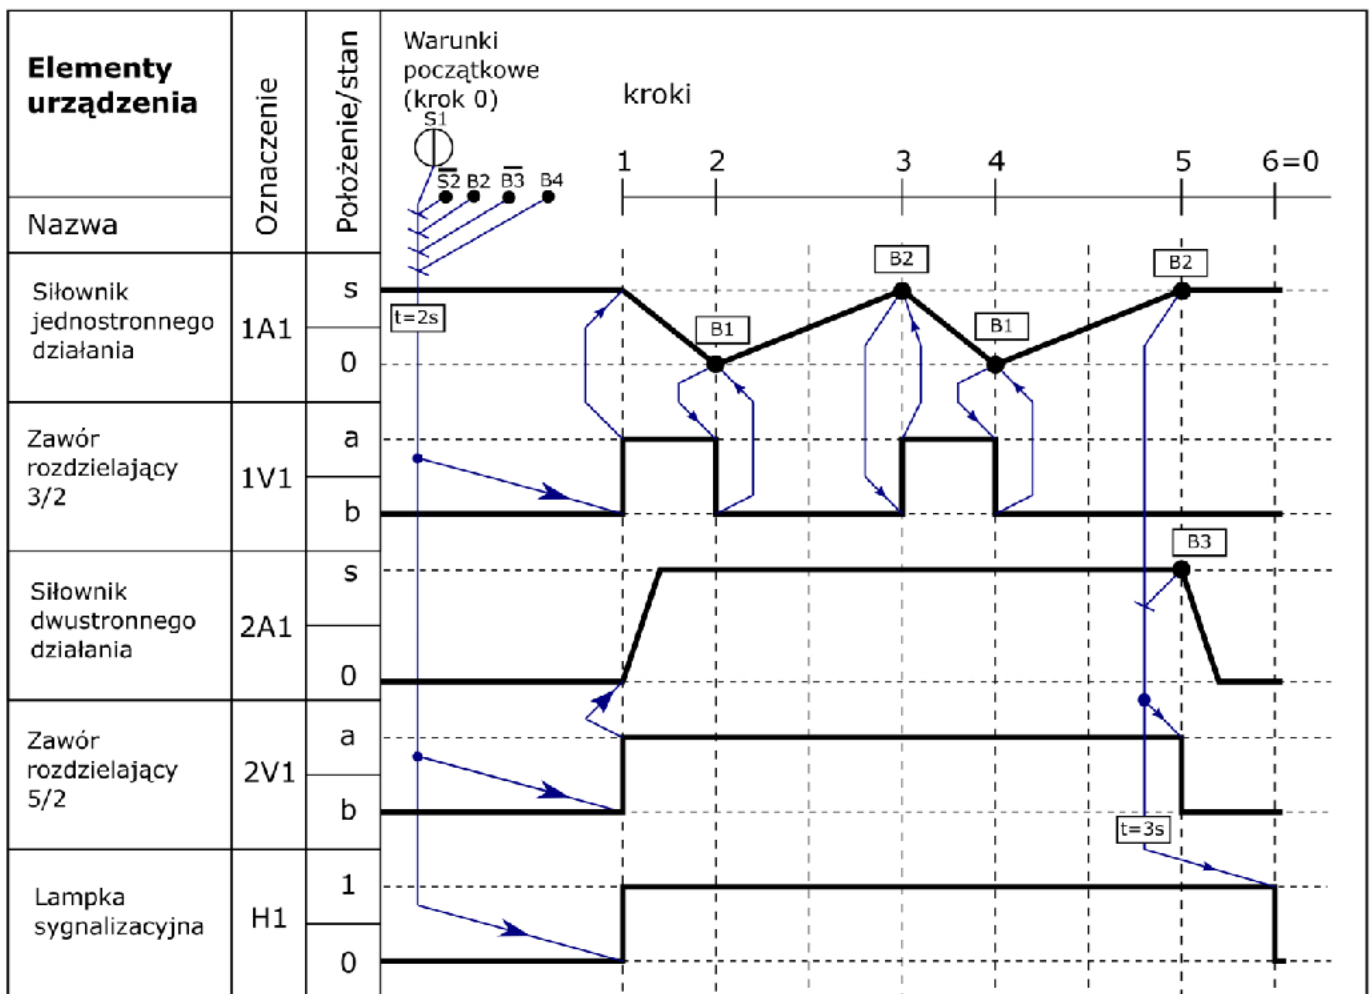 Elementy
urządzenia
Nazwa
Oznaczenie
Położenie/stan
Warunki
początkowe
(krok 0)
S1
S̅2̅ B2 B̅3̅ B4
kroki
1 2 3 4 5 6=0
Siłownik
jednostronnego
działania
1A1
s
0
t=2s
B1
B2
B1
B2
Zawór
rozdzielający
3/2
1V1
a
b
Siłownik
dwustronnego
działania
2A1
s
0
B3
Zawór
rozdzielający
5/2
2V1
a
b
t=3s
Lampka
sygnalizacyjna
H1
1
0